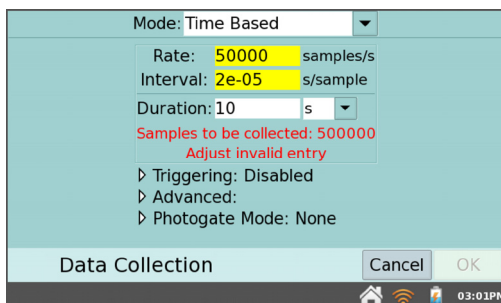 Mode: Time Based
Rate: 50000 samples/s
Interval: 2e-05 s/sample
Duration: 10 s
Samples to be collected: 500000
Adjust invalid entry
Triggering: Disabled
Advanced:
Photogate Mode: None
Data Collection Cancel OK
03:01PM